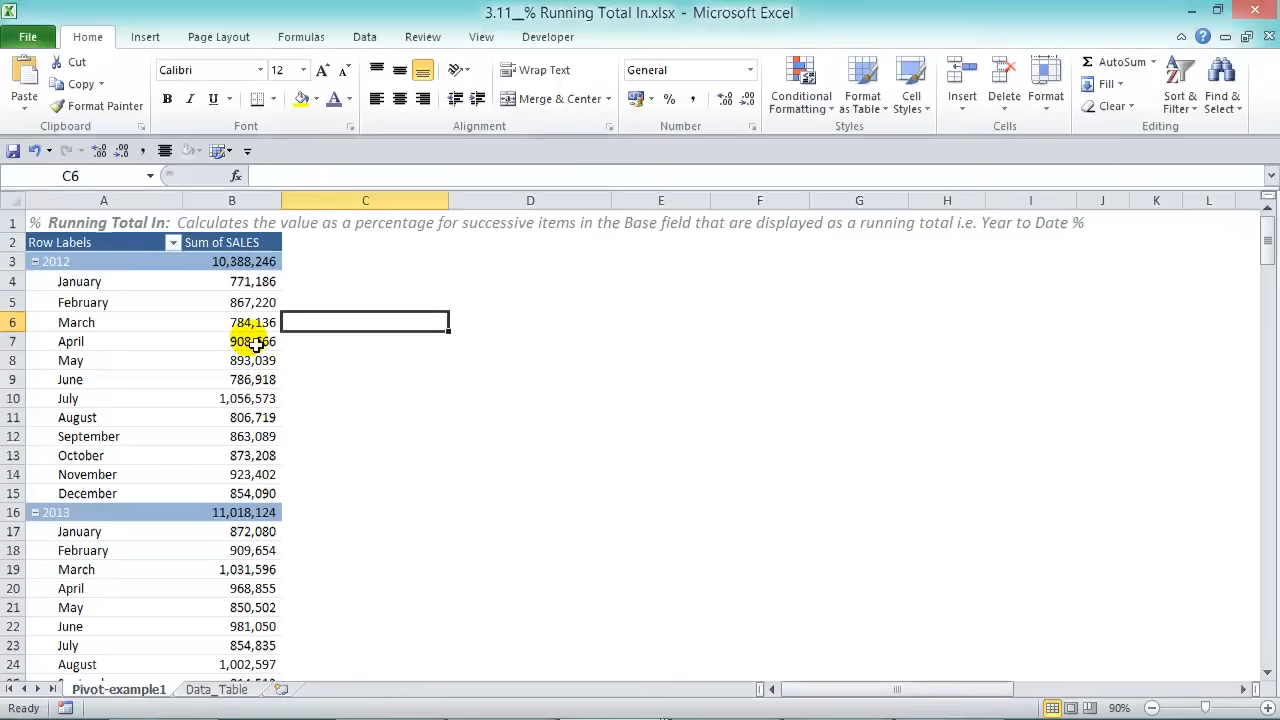 3.11__% Running Total In.xlsx - Microsoft Excel
File Home Insert Page Layout Formulas Data Review View Developer
Paste Cut Copy Format Painter Clipboard
Calibri 12 B I U Font
Wrap Text Merge & Center Alignment
General % , Number
Conditional Formatting Format as Table Cell Styles Styles
Insert Delete Format Cells
AutoSum Fill Clear Sort & Filter Find & Select Editing
C6 fx
A B C D E F G H I J K L
1 % Running Total In: Calculates the value as a percentage for successive items in the Base field that are displayed as a running total i.e. Year to Date %
2 Row Labels Sum of SALES
3 2012 10,388,246
4 January 771,186
5 February 867,220
6 March 784,136
7 April
8 May 893,039
9 June 786,918
10 July 1,056,573
11 August 806,719
12 September 863,089
13 October 873,208
14 November 923,402
15 December 854,090
16 2013 11,018,124
17 January 872,080
18 February 909,654
19 March 1,031,596
20 April 968,855
21 May 850,502
22 June 981,050
23 July 854,835
24 August 1,002,597
Pivot-example1 Data_Table
Ready 90%